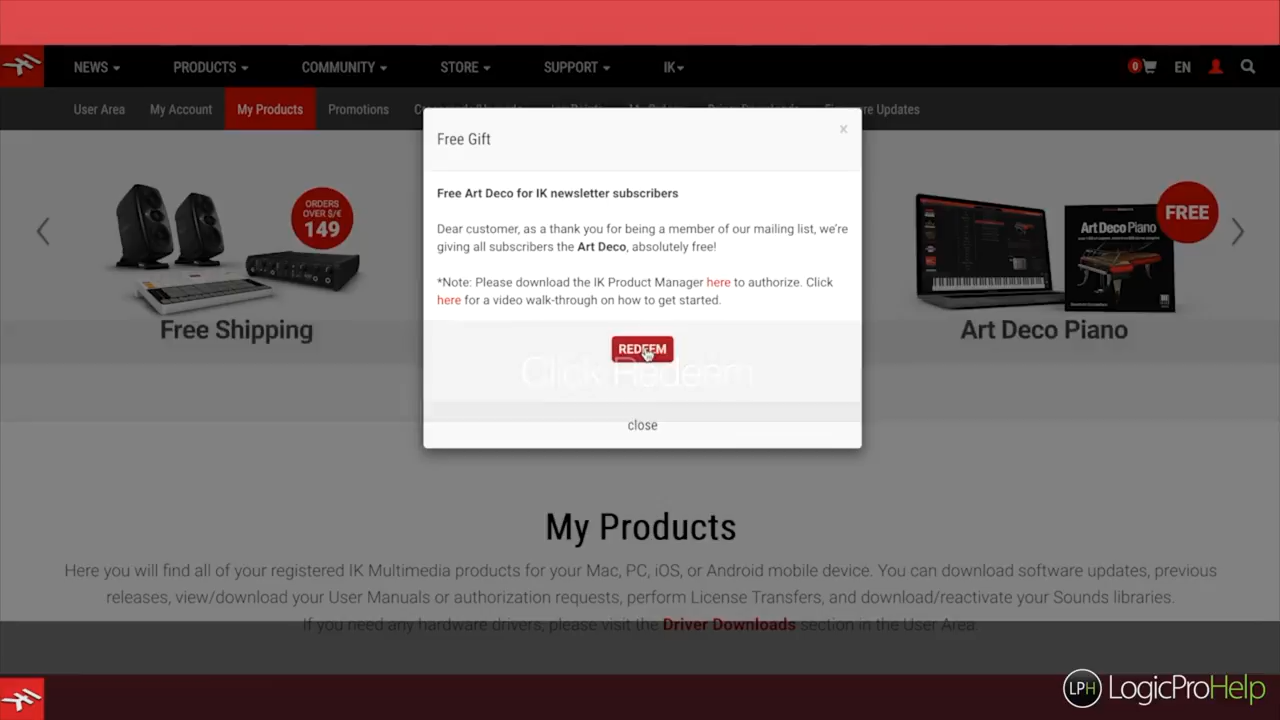 NEWS PRODUCTS COMMUNITY STORE SUPPORT IK 0 EN
User Area My Account My Products Promotions
Firmware Updates
Free Gift x
Free Art Deco for IK newsletter subscribers
Dear customer, as a thank you for being a member of our mailing list, we're
giving all subscribers the Art Deco, absolutely free!
*Note: Please download the IK Product Manager here to authorize. Click
here for a video walk-through on how to get started.
REDEEM
Click Redeem
close
ORDERS
OVER $/€
149
Free Shipping
FREE
Art Deco Piano
Art Deco Piano
My Products
Here you will find all of your registered IK Multimedia products for your Mac, PC, iOS, or Android mobile device. You can download software updates, previous
releases, view/download your User Manuals or authorization requests, perform License Transfers, and download/reactivate your Sounds libraries.
If you need any hardware drivers, please visit the Driver Downloads section in the User Area.
LPH LogicProHelp